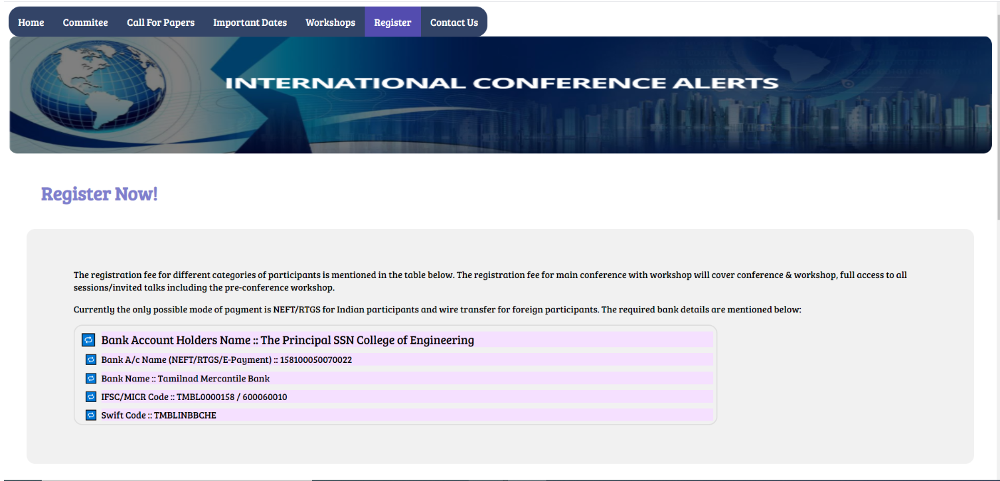 Home Commitee Call For Papers Important Dates Workshops Register Contact Us
INTERNATIONAL CONFERENCE ALERTS
Register Now!
The registration fee for different categories of participants is mentioned in the table below. The registration fee for main conference with workshop will cover conference & workshop, full access to all
sessions/invited talks including the pre-conference workshop.
Currently the only possible mode of payment is NEFT/RTGS for Indian participants and wire transfer for foreign participants. The required bank details are mentioned below:
Bank Account Holders Name :: The Principal SSN College of Engineering
Bank A/c Name (NEFT/RTGS/E-Payment) :: 158100050070022
Bank Name :: Tamilnad Mercantile Bank
IFSC/MICR Code :: TMBL0000158 / 600060010
Swift Code :: TMBLINBBCHE